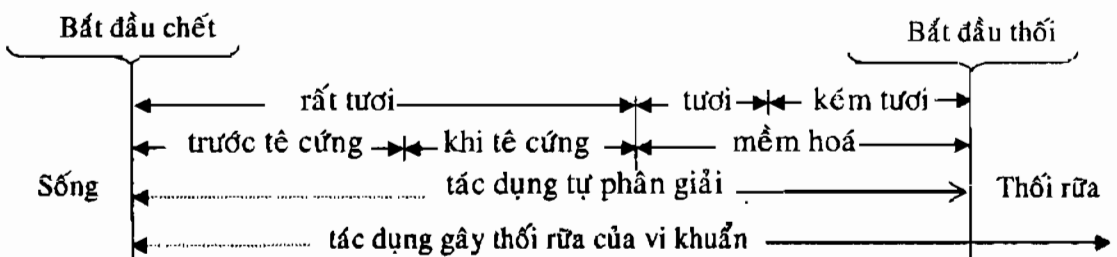 Bắt đầu chết Bắt đầu thối
rất tươi tươi kém tươi
trước tê cứng khi tê cứng mềm hoá
Sống tác dụng tự phân giải Thối rữa
tác dụng gây thối rữa của vi khuẩn